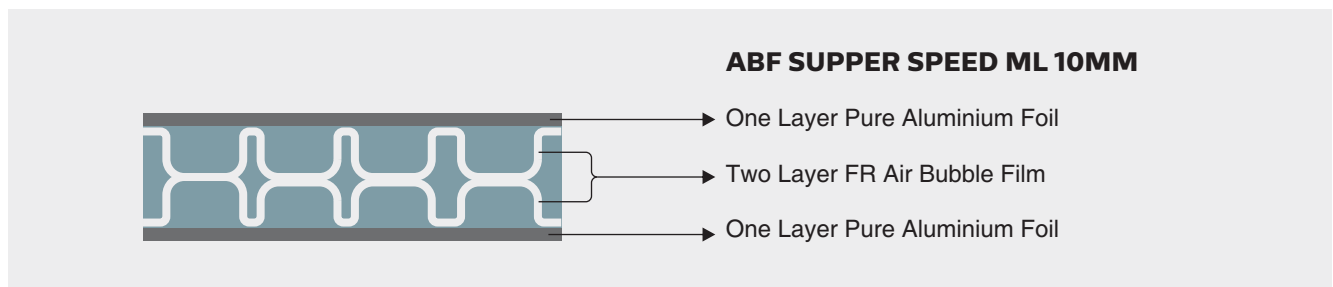 ABF SUPPER SPEED ML 10MM
One Layer Pure Aluminium Foil
Two Layer FR Air Bubble Film
One Layer Pure Aluminium Foil